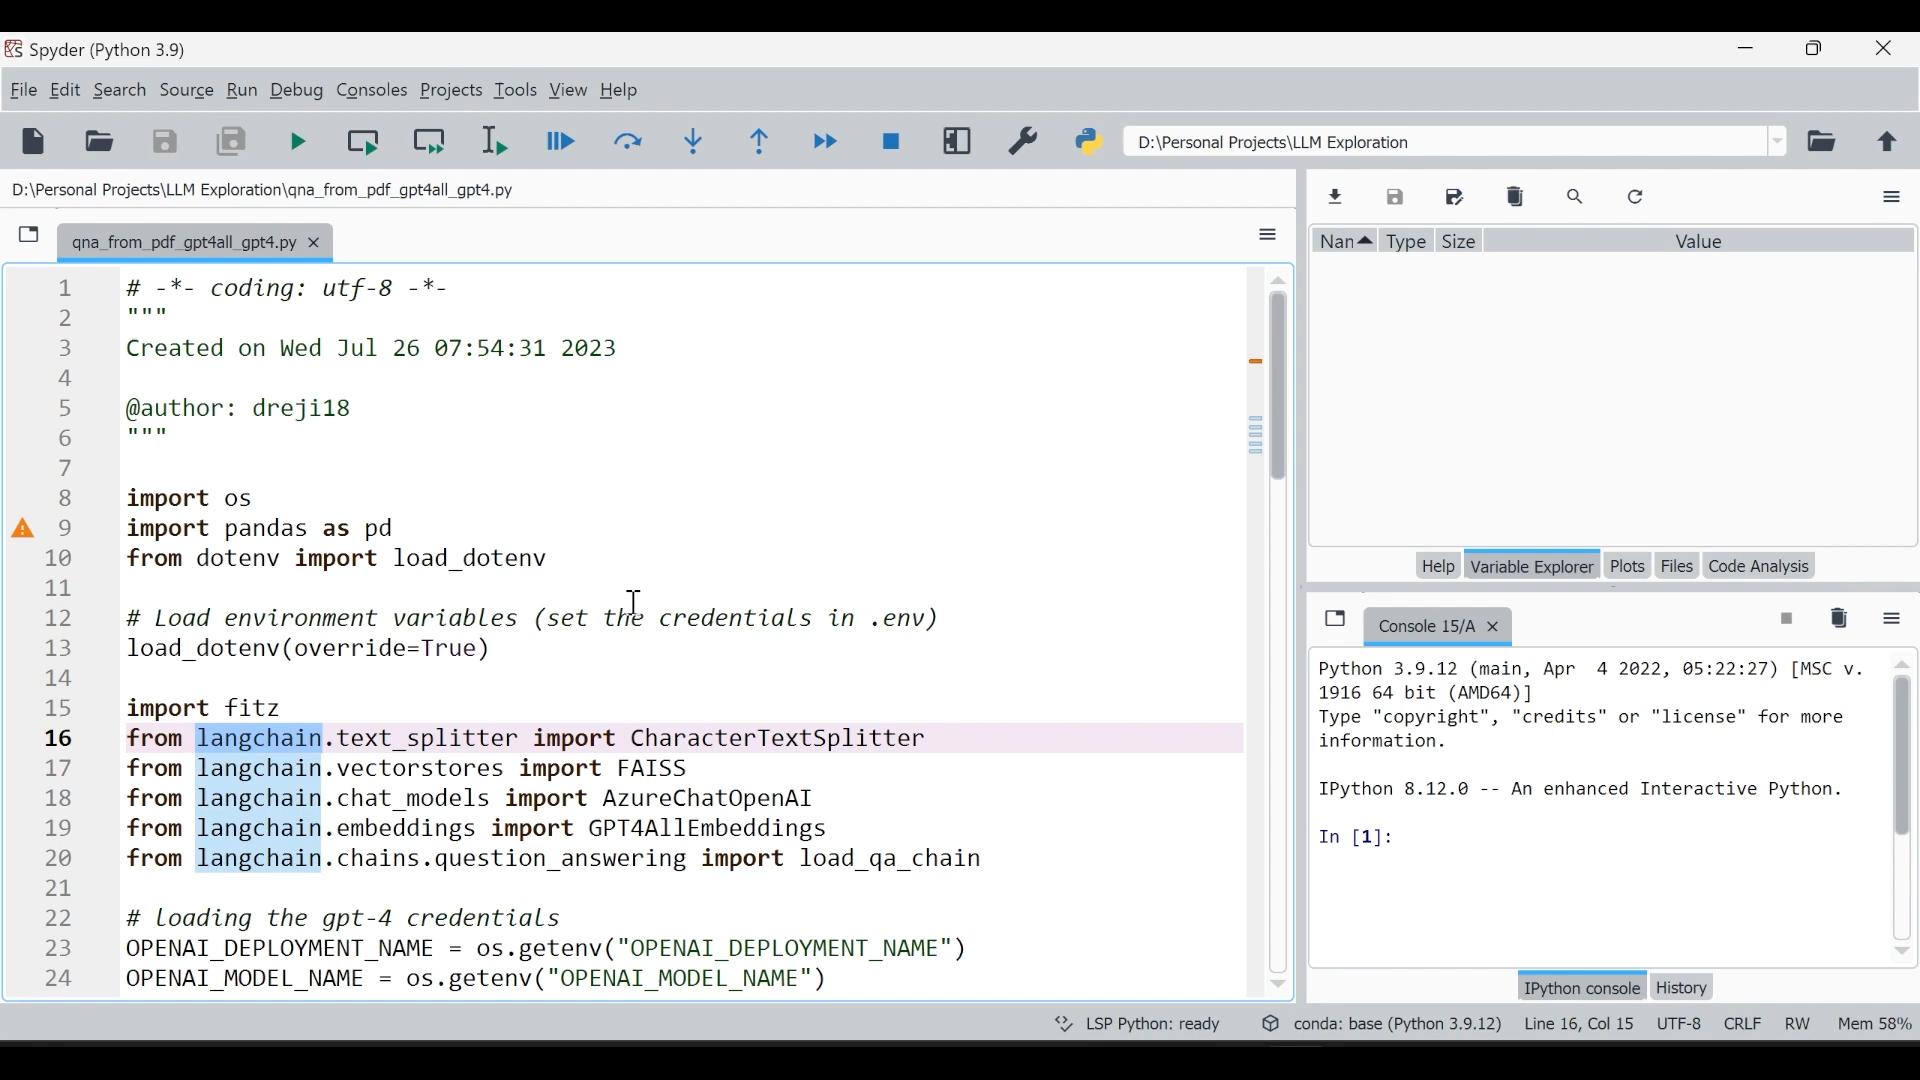 Spyder (Python 3.9)
File Edit Search Source Run Debug Consoles Projects Tools View Help
D:\Personal Projects\LLM Exploration
D:\Personal Projects\LLM Exploration\qna_from_pdf_gpt4all_gpt4.py
qna_from_pdf_gpt4all_gpt4.py
1 # -*- coding: utf-8 -*-
2 """
3 Created on Wed Jul 26 07:54:31 2023
4
5 @author: dreji18
6 """
7
8 import os
9 import pandas as pd
10 from dotenv import load_dotenv
11
12 # Load environment variables (set the credentials in .env)
13 load_dotenv(override=True)
14
15 import fitz
16 from langchain.text_splitter import CharacterTextSplitter
17 from langchain.vectorstores import FAISS
18 from langchain.chat_models import AzureChatOpenAI
19 from langchain.embeddings import GPT4AllEmbeddings
20 from langchain.chains.question_answering import load_qa_chain
21
22 # Loading the gpt-4 credentials
23 OPENAI_DEPLOYMENT_NAME = os.getenv("OPENAI_DEPLOYMENT_NAME")
24 OPENAI_MODEL_NAME = os.getenv("OPENAI_MODEL_NAME")
Nan Type Size Value
Help Variable Explorer Plots Files Code Analysis
Console 15/A
Python 3.9.12 (main, Apr  4 2022, 05:22:27) [MSC v.
1916 64 bit (AMD64)]
Type "copyright", "credits" or "license" for more
information.
IPython 8.12.0 -- An enhanced Interactive Python.
In [1]:
IPython console History
LSP Python: ready conda: base (Python 3.9.12) Line 16, Col 15 UTF-8 CRLF RW Mem 58%